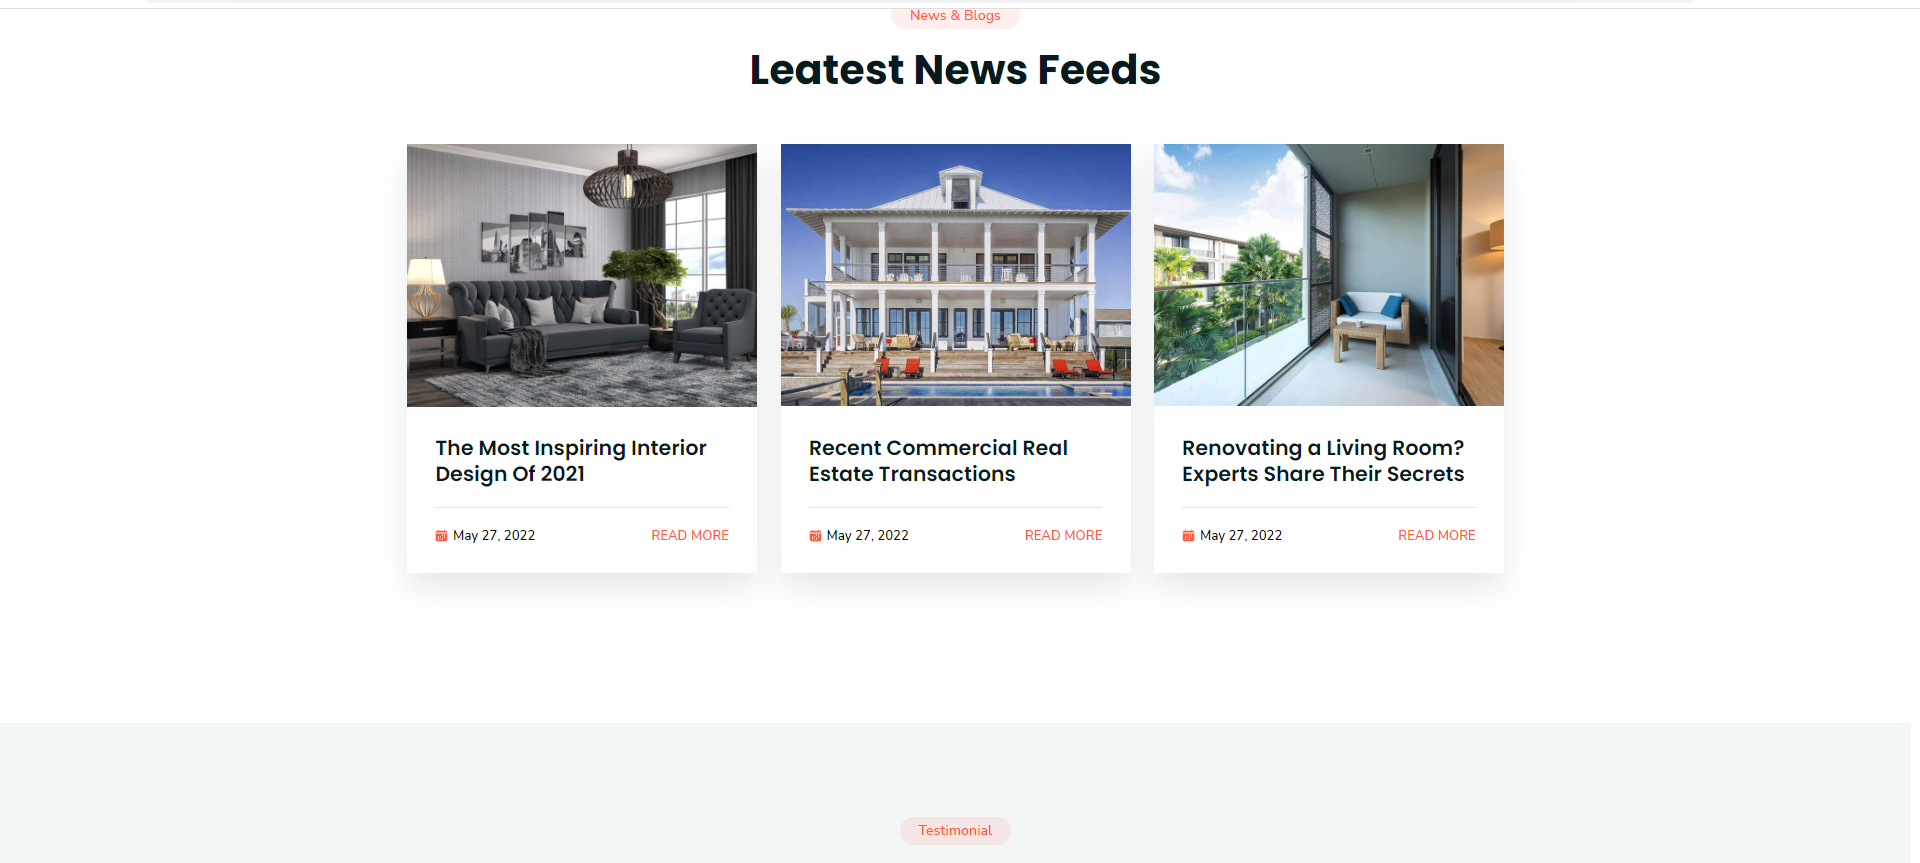 News & Blogs
Leatest News Feeds
The Most Inspiring Interior
Design Of 2021
May 27, 2022 READ MORE
Recent Commercial Real
Estate Transactions
May 27, 2022 READ MORE
Renovating a Living Room?
Experts Share Their Secrets
May 27, 2022 READ MORE
Testimonial